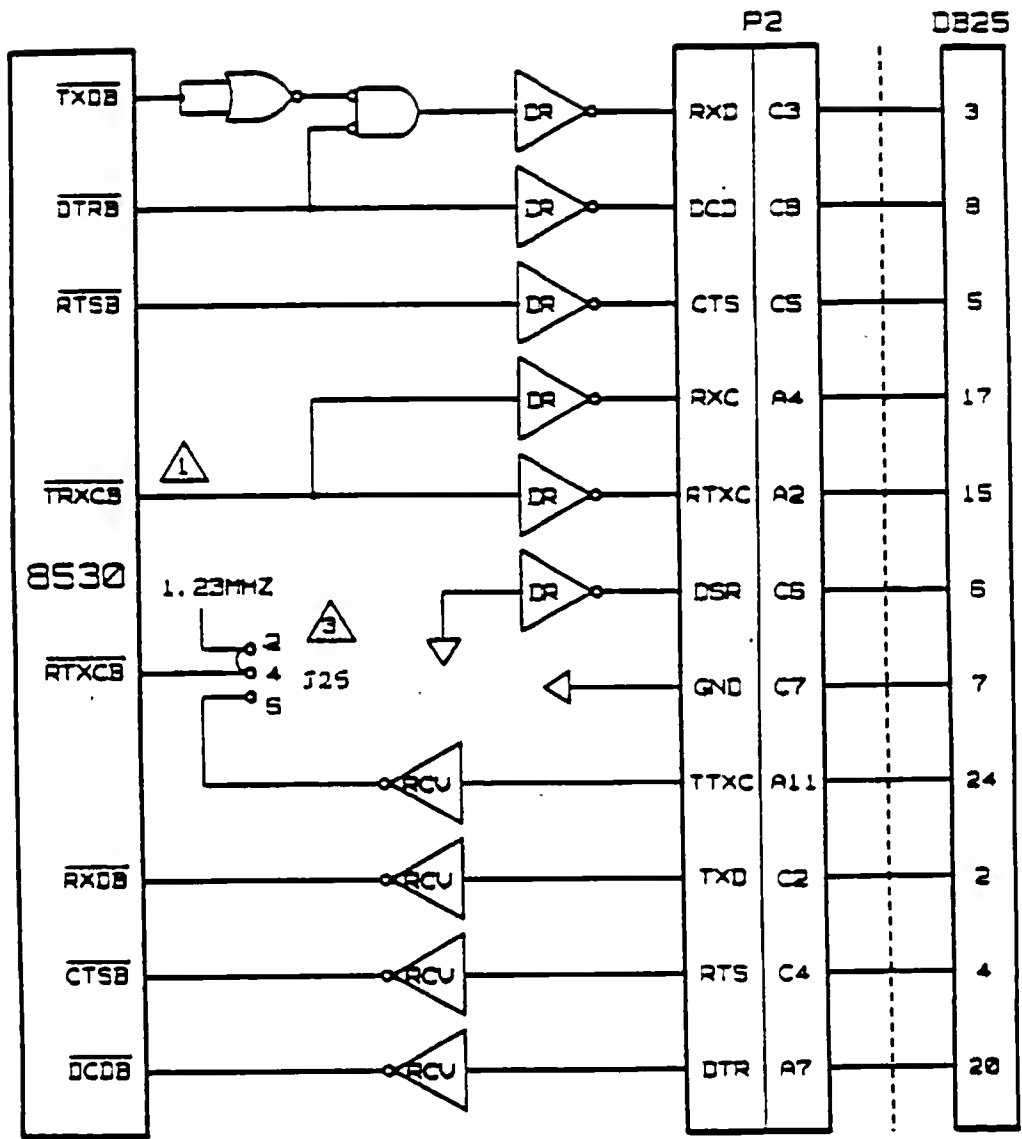 P2 DB25
TXDB RXD C3 3
DTRB DCD C8 8
RTSB CTS C5 5
RXC A4 17
1
TRXCB RTXC A2 15
8530
1.23MHZ DSR C6 6
3
2
RTXCB 4 J25 GND C7 7
5
RCV TTXC A11 24
RXDB RCV TXD C2 2
CTSB RCV RTS C4 4
DCDB RCV DTR A7 20
DR
DR
DR
DR
DR
DR